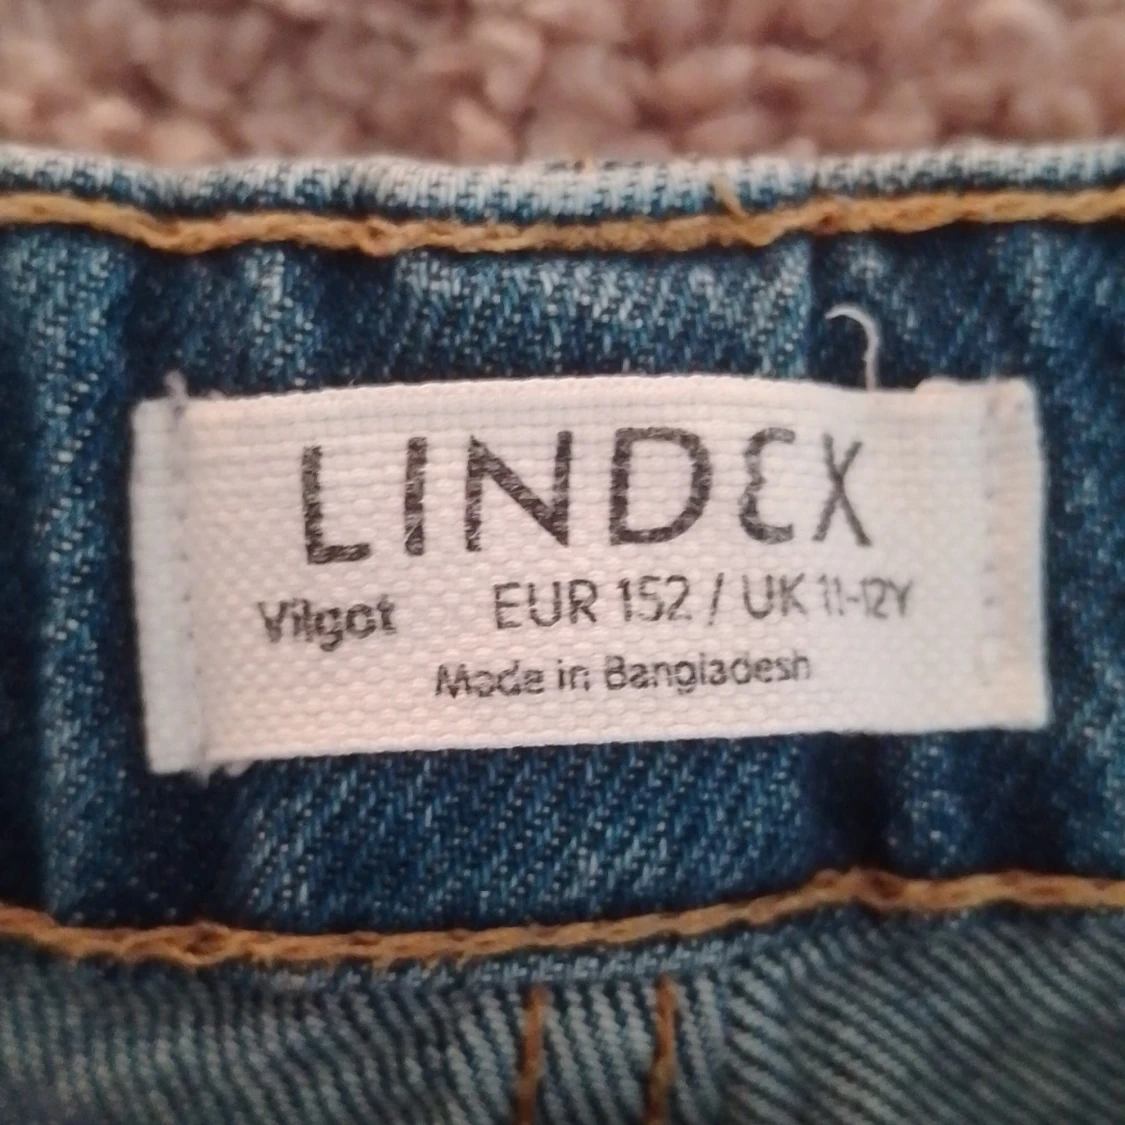 LINDEX
Vilgot EUR 152 / UK 11-12Y
Made in Bangladesh